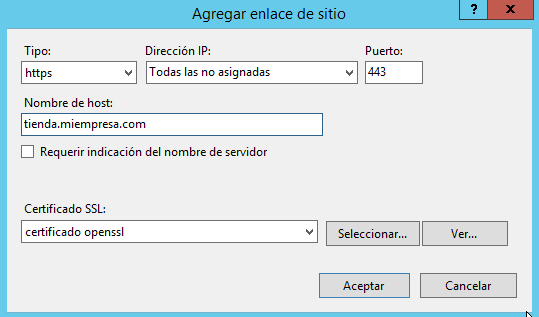 Agregar enlace de sitio
? X
Tipo: Dirección IP: Puerto:
https Todas las no asignadas 443
Nombre de host:
tienda.miempresa.com
Requerir indicación del nombre de servidor
Certificado SSL:
certificado openssl Seleccionar... Ver...
Aceptar Cancelar